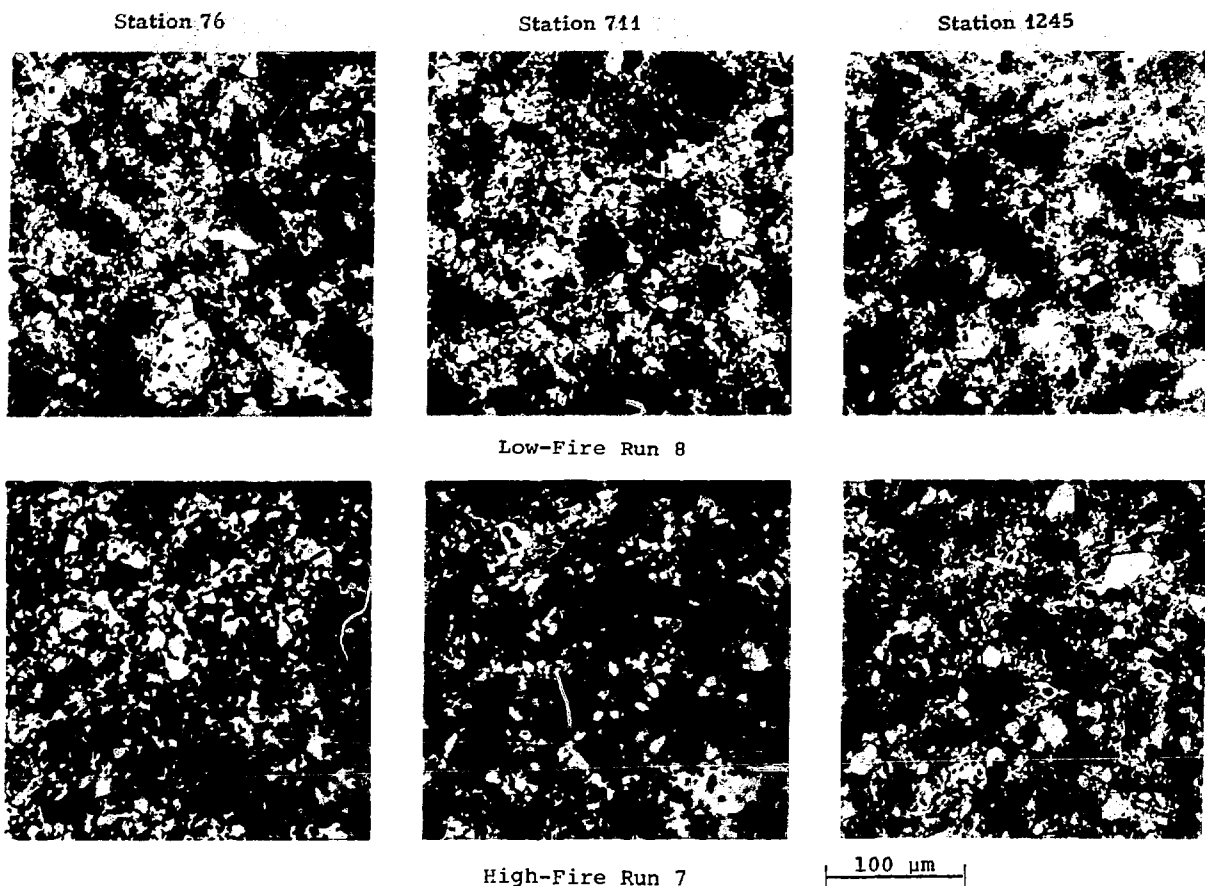 Station 76
Station 711
Station 1245
Low-Fire Run 8
High-Fire Run 7
100 μm